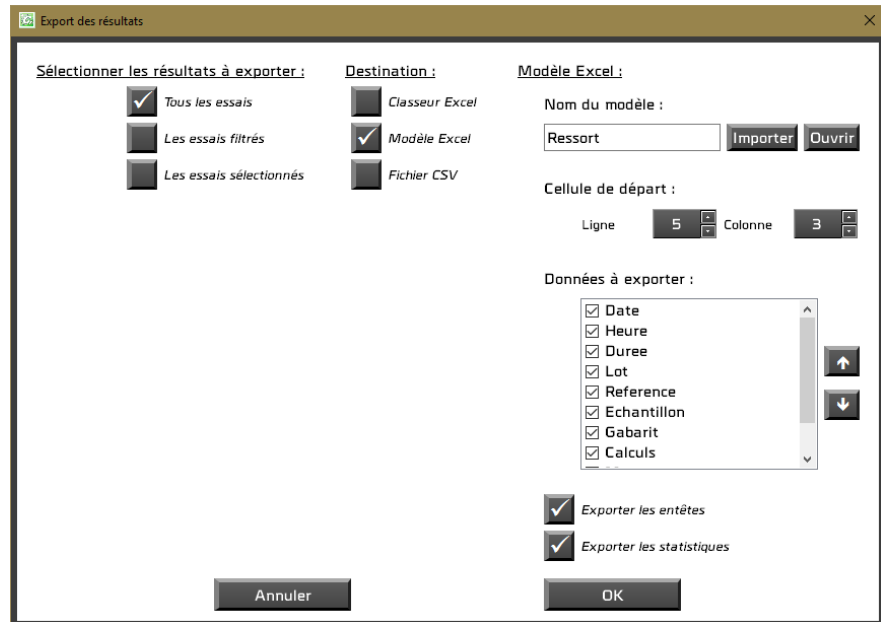 Export des résultats
Sélectionner les résultats à exporter :
Tous les essais
Les essais filtrés
Les essais sélectionnés
Destination :
Classeur Excel
Modèle Excel
Fichier CSV
Modèle Excel :
Nom du modèle :
Ressort
Importer
Ouvrir
Cellule de départ :
Ligne 5 Colonne 3
Données à exporter :
Date
Heure
Duree
Lot
Reference
Echantillon
Gabarit
Calculs
Exporter les entêtes
Exporter les statistiques
Annuler
OK